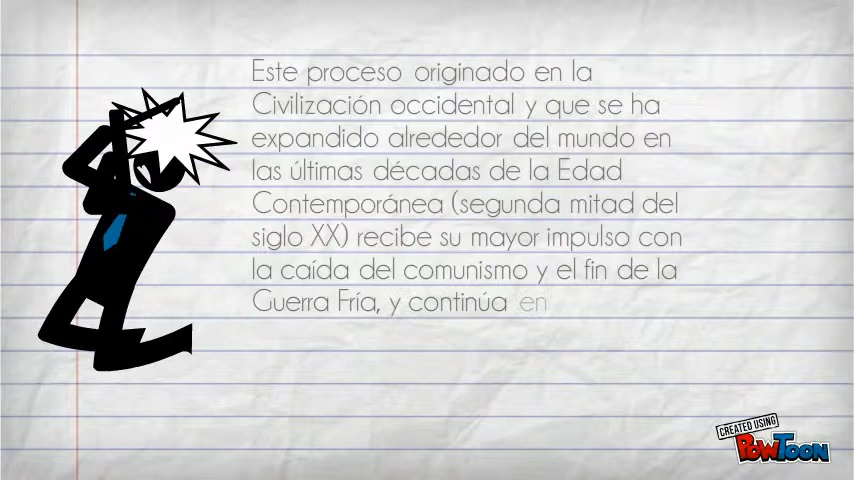 Este proceso originado en la
Civilización occidental y que se ha
expandido alrededor del mundo en
las últimas décadas de la Edad
Contemporánea (segunda mitad del
siglo XX) recibe su mayor impulso con
la caída del comunismo y el fin de la
Guerra Fría, y continúa en
CREATED USING
POWTOON